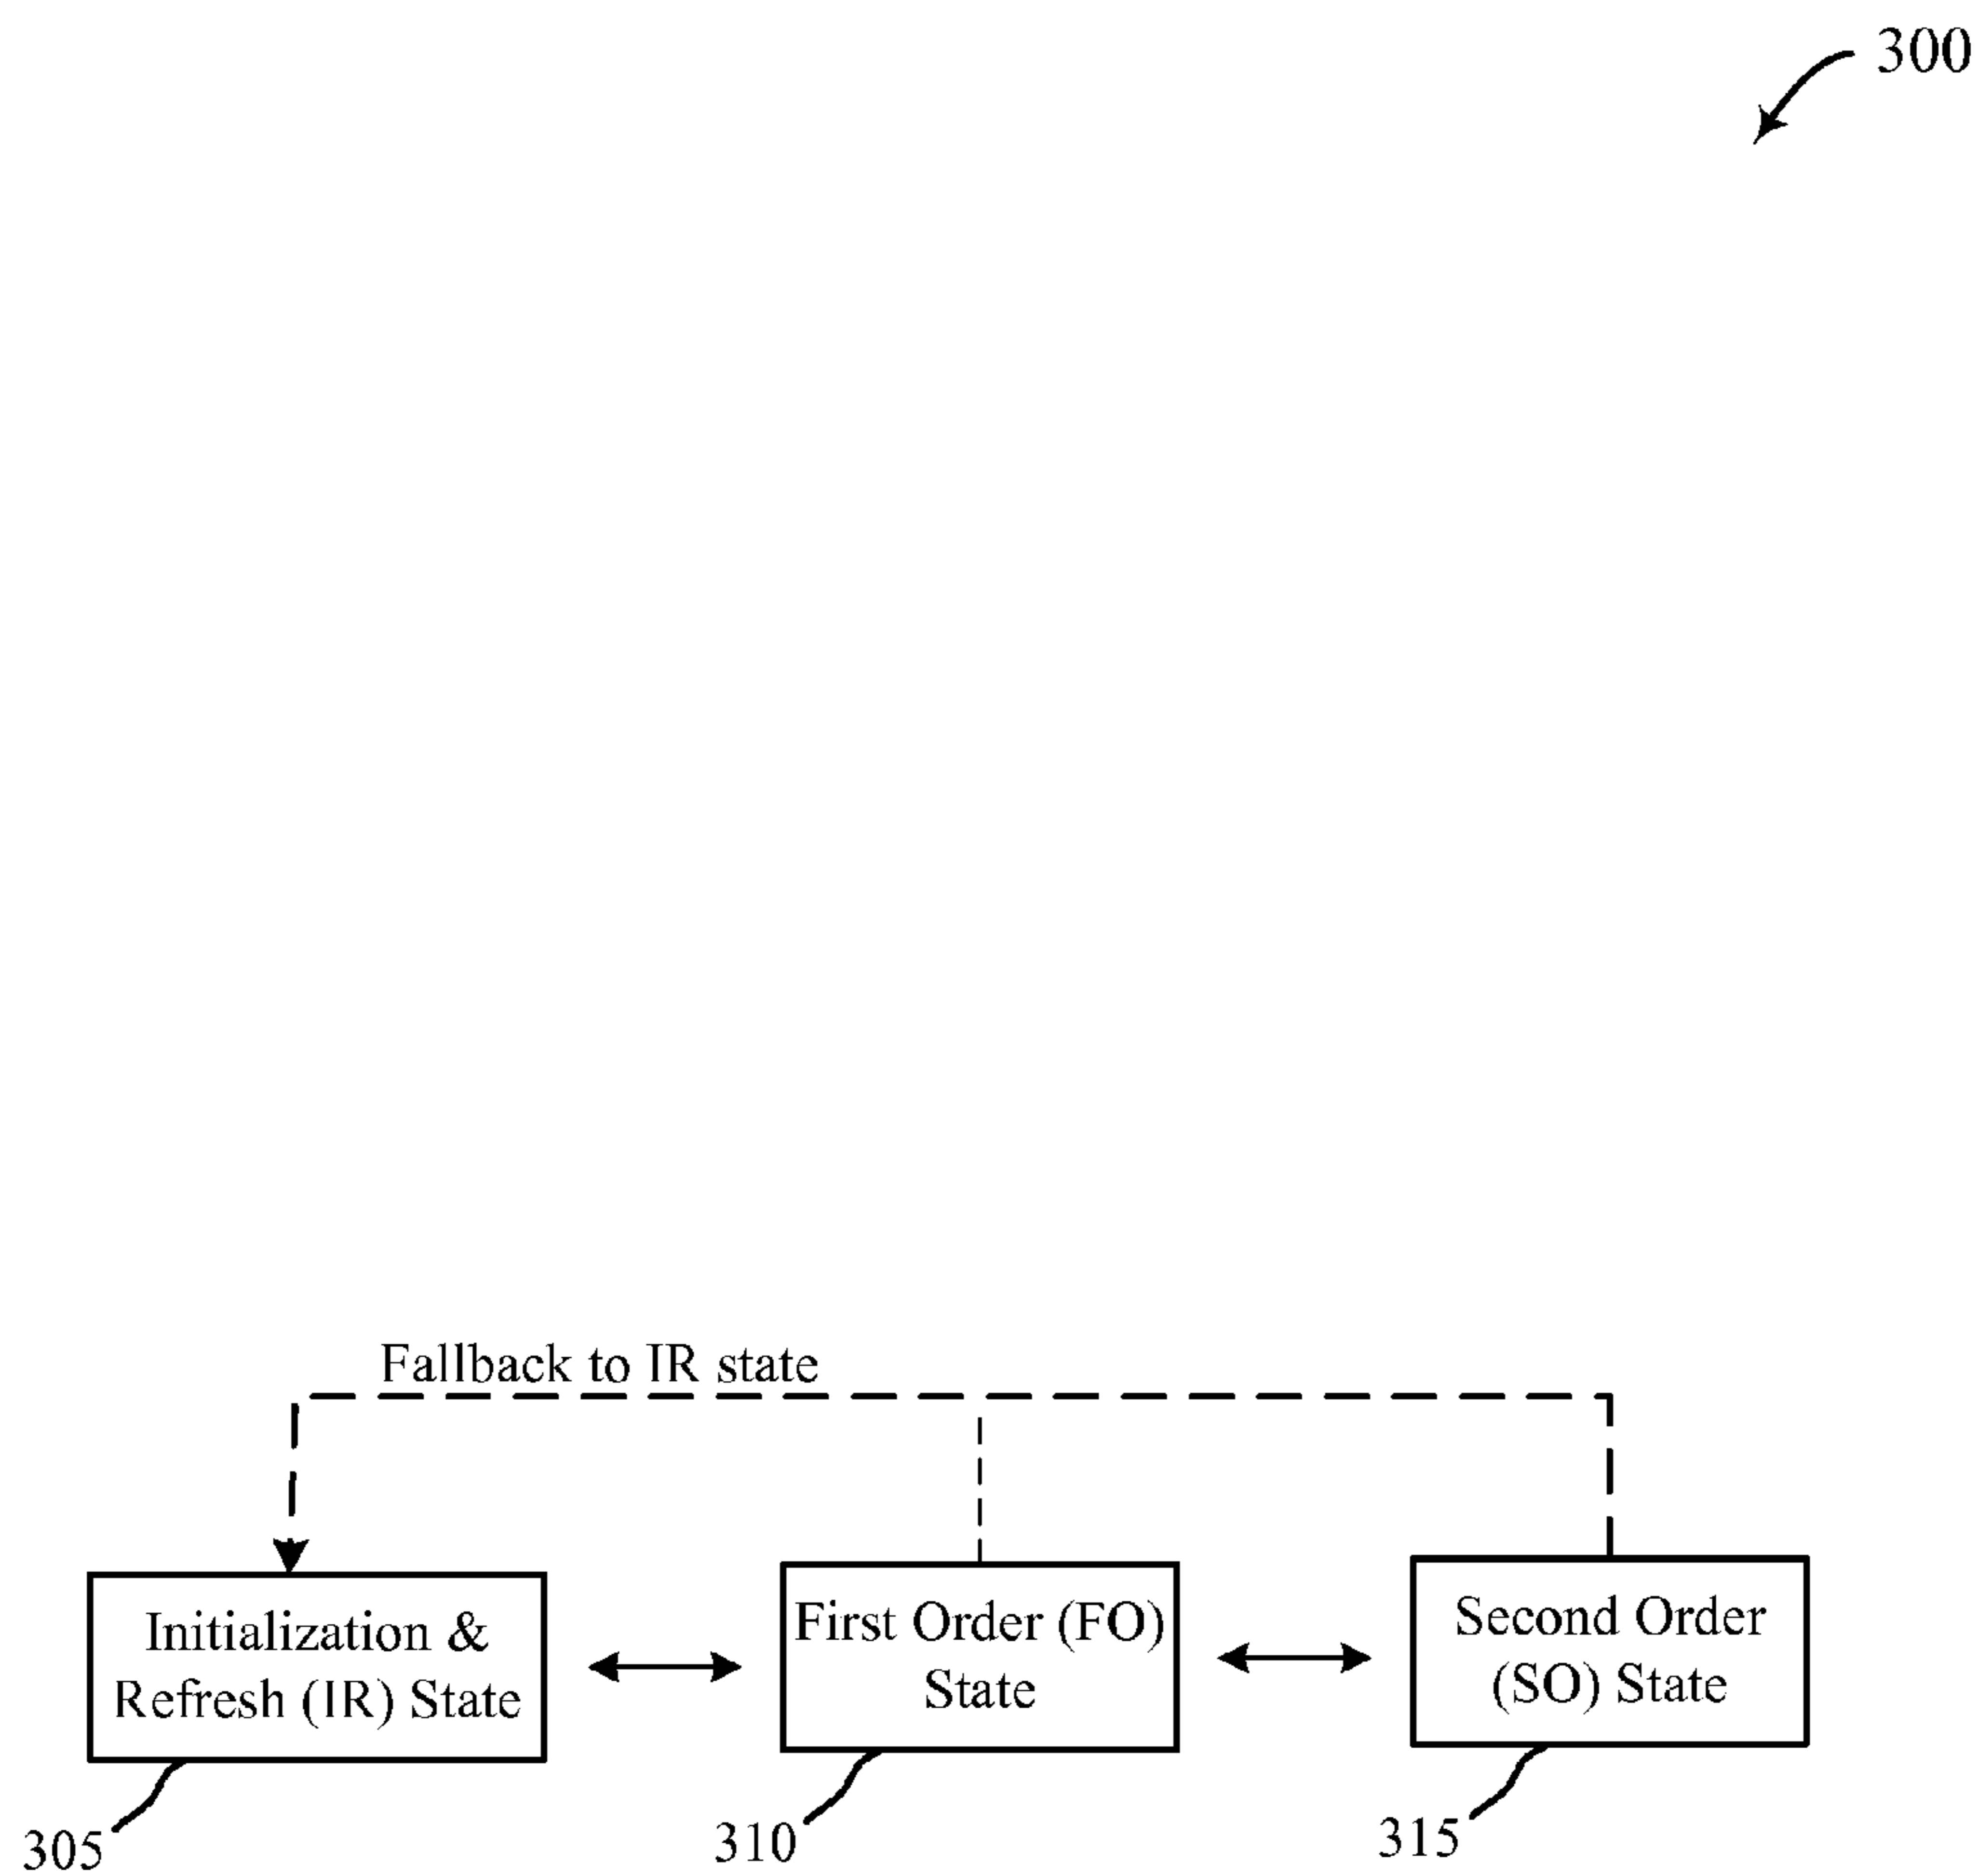 300
Fallback to IR state
Initialization &
Refresh (IR) State
First Order (FO)
State
Second Order
(SO) State
305
310
315